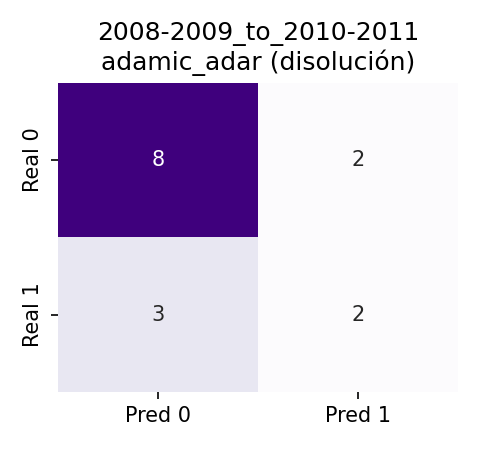 2008-2009_to_2010-2011
adamic_adar (disolución)
Real 0
8
2
Real 1
3
2
Pred 0
Pred 1